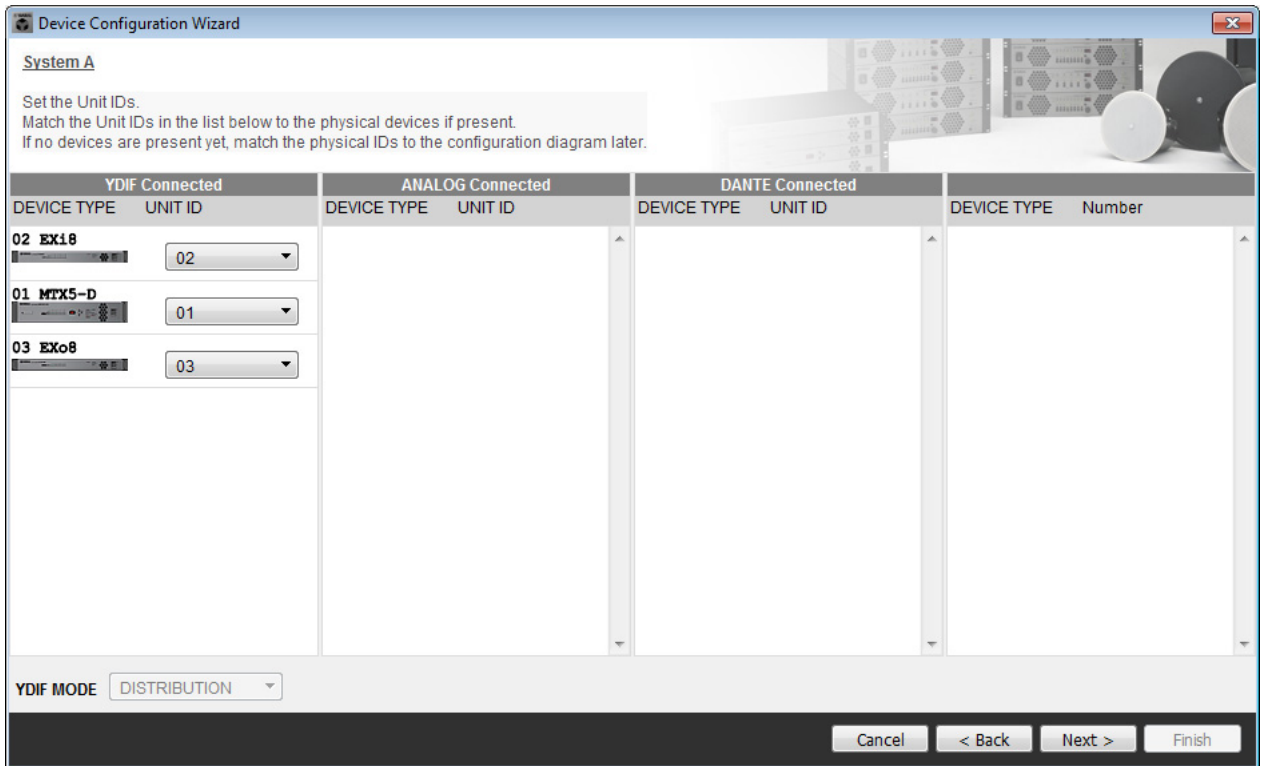 Device Configuration Wizard
System A
Set the Unit IDs.
Match the Unit IDs in the list below to the physical devices if present.
If no devices are present yet, match the physical IDs to the configuration diagram later.
YDIF Connected ANALOG Connected DANTE Connected
DEVICE TYPE UNIT ID DEVICE TYPE UNIT ID DEVICE TYPE UNIT ID DEVICE TYPE Number
02 EXi8
02
01 MTX5-D
01
03 EXo8
03
YDIF MODE DISTRIBUTION
Cancel < Back Next > Finish